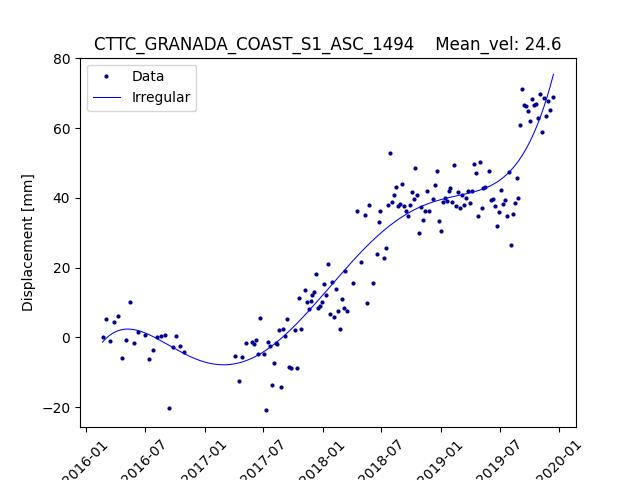 CTTC_GRANADA_COAST_S1_ASC_1494 Mean_vel: 24.6
Data
Irregular
80
60
40
20
0
−20
Displacement [mm]
2016-01 2016-07 2017-01 2017-07 2018-01 2018-07 2019-01 2019-07 2020-01